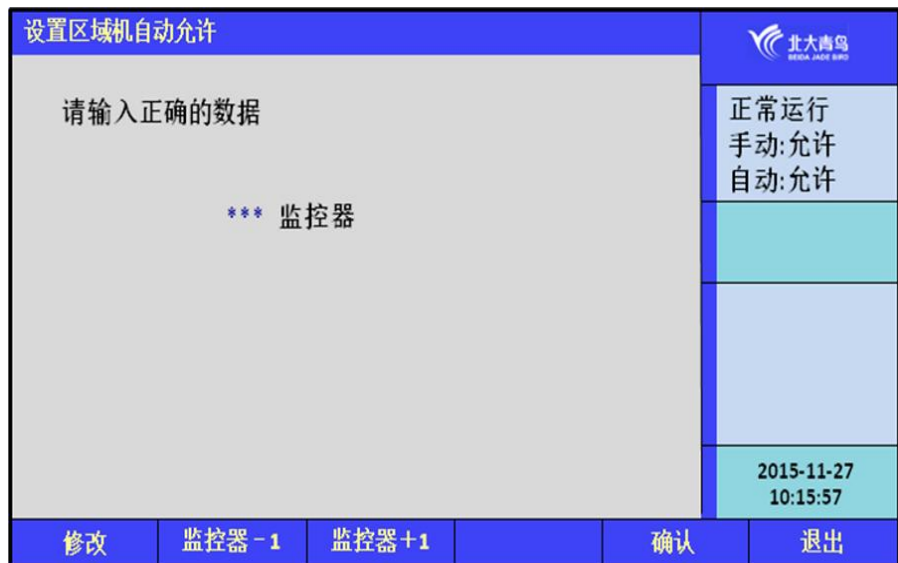 设置区域机自动允许
北大青鸟
BEIDA JADE BIRD
请输入正确的数据
*** 监控器
正常运行
手动:允许
自动:允许
2015-11-27
10:15:57
修改 监控器-1 监控器+1 确认 退出